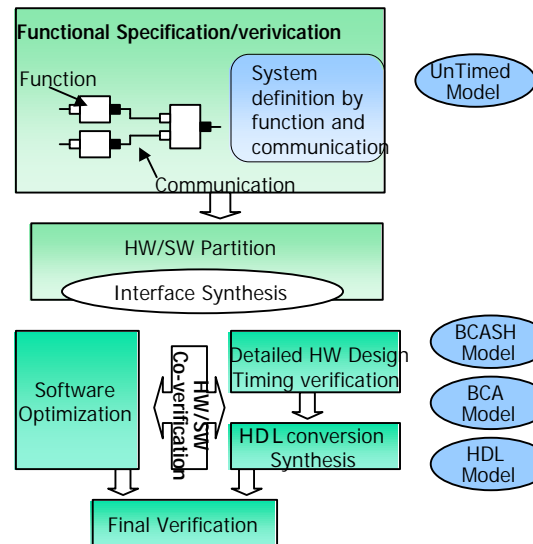 Functional Specification/verivication
Function
System
definition by
function and
communication
Communication
UnTimed
Model
HW/SW Partition
Interface Synthesis
Software
Optimization
HW/SW
Co-verification
Detailed HW Design
Timing verification
HDL conversion
Synthesis
BCASH
Model
BCA
Model
HDL
Model
Final Verification